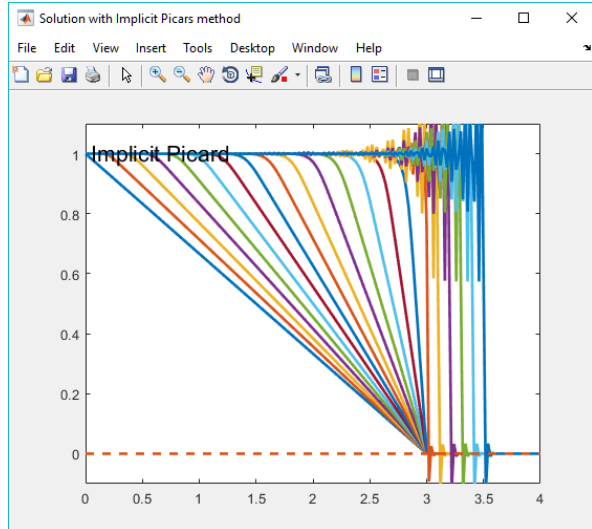 Solution with Implicit Picars method
File Edit View Insert Tools Desktop Window Help
Implicit Picard
1
0.8
0.6
0.4
0.2
0
0 0.5 1 1.5 2 2.5 3 3.5 4